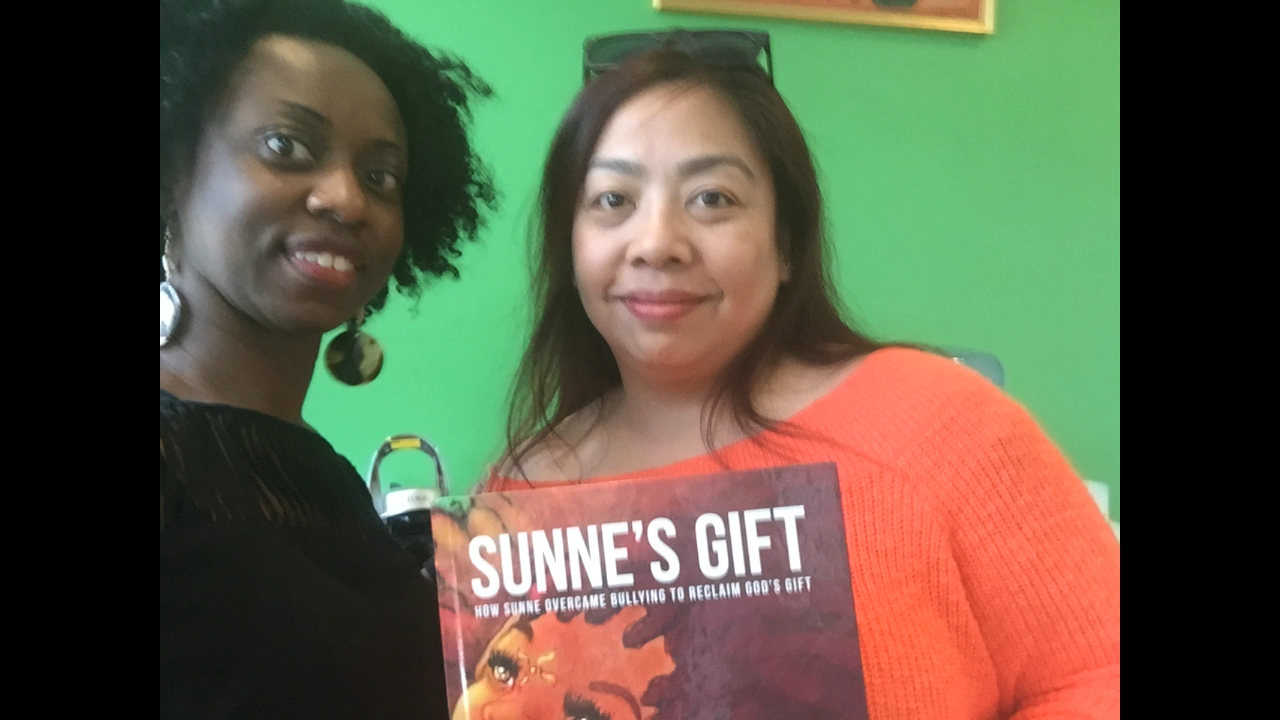 SUNNE'S GIFT
HOW SUNNE OVERCAME BULLYING TO RECLAIM GOD'S GIFT